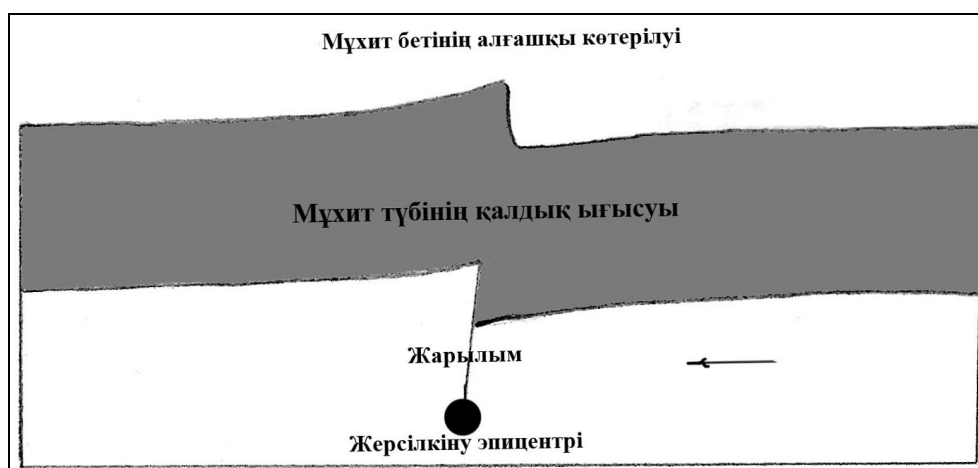 Мұхит бетінің алғашқы көтерілуі
Мұхит түбінің қалдық ығысуы
Жарылым
Жерсілкіну эпицентрі